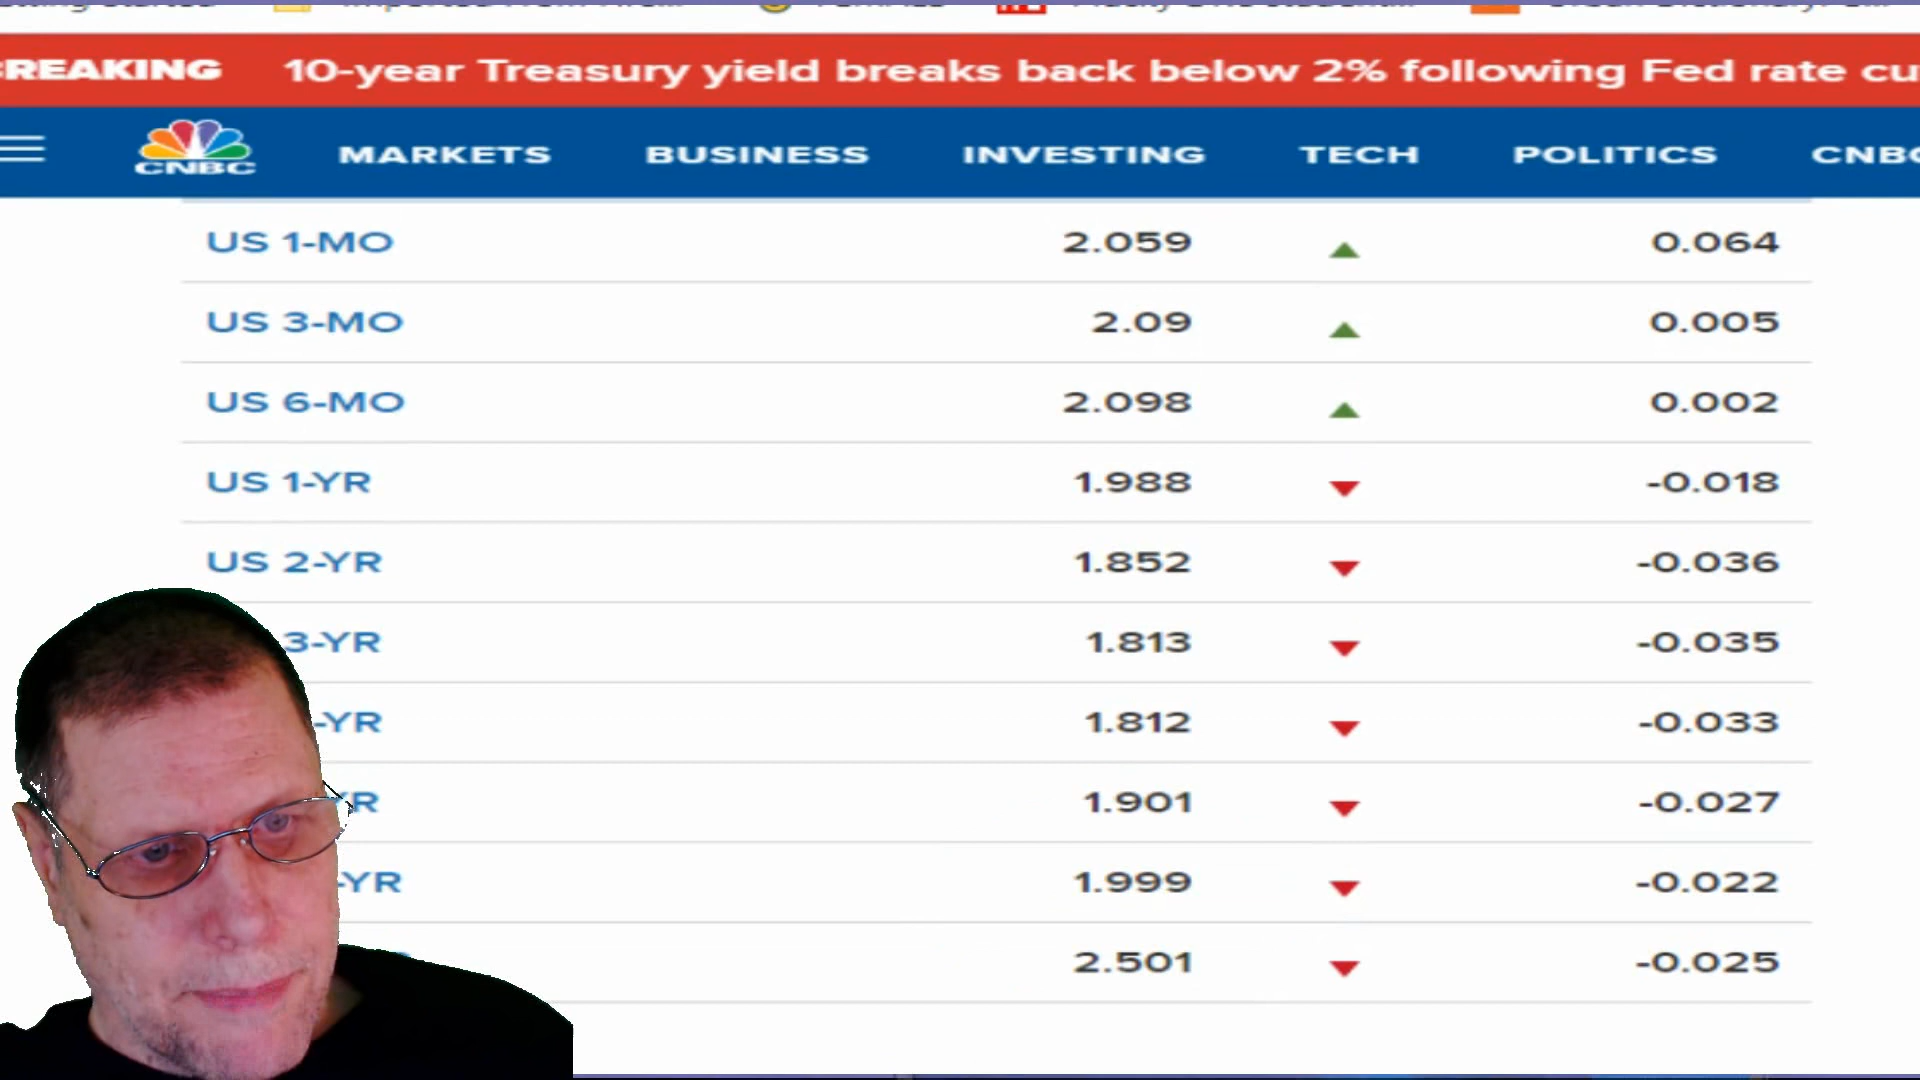 REAKING 10-year Treasury yield breaks back below 2% following Fed rate cu
CNBC MARKETS BUSINESS INVESTING TECH POLITICS CNBC
US 1-MO 2.059 0.064
US 3-MO 2.09 0.005
US 6-MO 2.098 0.002
US 1-YR 1.988 -0.018
US 2-YR 1.852 -0.036
3-YR 1.813 -0.035
-YR 1.812 -0.033
YR 1.901 -0.027
-YR 1.999 -0.022
2.501 -0.025